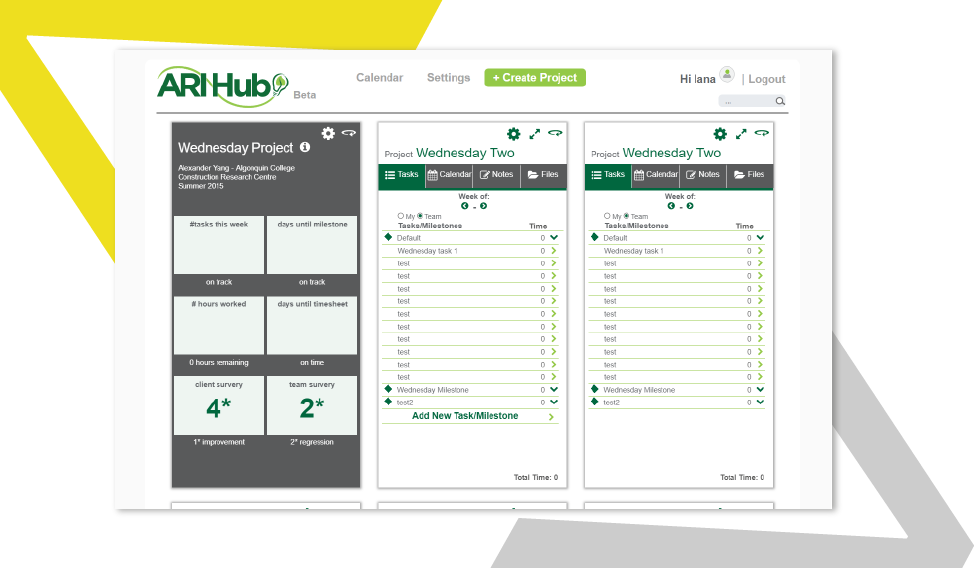 ARI Hub
Beta
Calendar Settings + Create Project
Hi Iana | Logout
...
Wednesday Project
Alexander Yang - Algonquin College
Construction Research Centre
Summer 2015
#tasks this week days until milestone
on track on track
# hours worked days until timesheet
0 hours remaining on time
client survery team survery
4* 2*
1* improvement 2* regression
Project Wednesday Two
Tasks Calendar Notes Files
Week of:
-
My Team
Tasks/Milestones Time
Default 0
Wednesday task 1 0
test 0
test 0
test 0
test 0
test 0
test 0
test 0
test 0
test 0
test 0
Wednesday Milestone 0
test2 0
Add New Task/Milestone
Total Time: 0
Project Wednesday Two
Tasks Calendar Notes Files
Week of:
-
My Team
Tasks/Milestones Time
Default 0
Wednesday task 1 0
test 0
test 0
test 0
test 0
test 0
test 0
test 0
test 0
test 0
test 0
Wednesday Milestone 0
test2 0
Total Time: 0